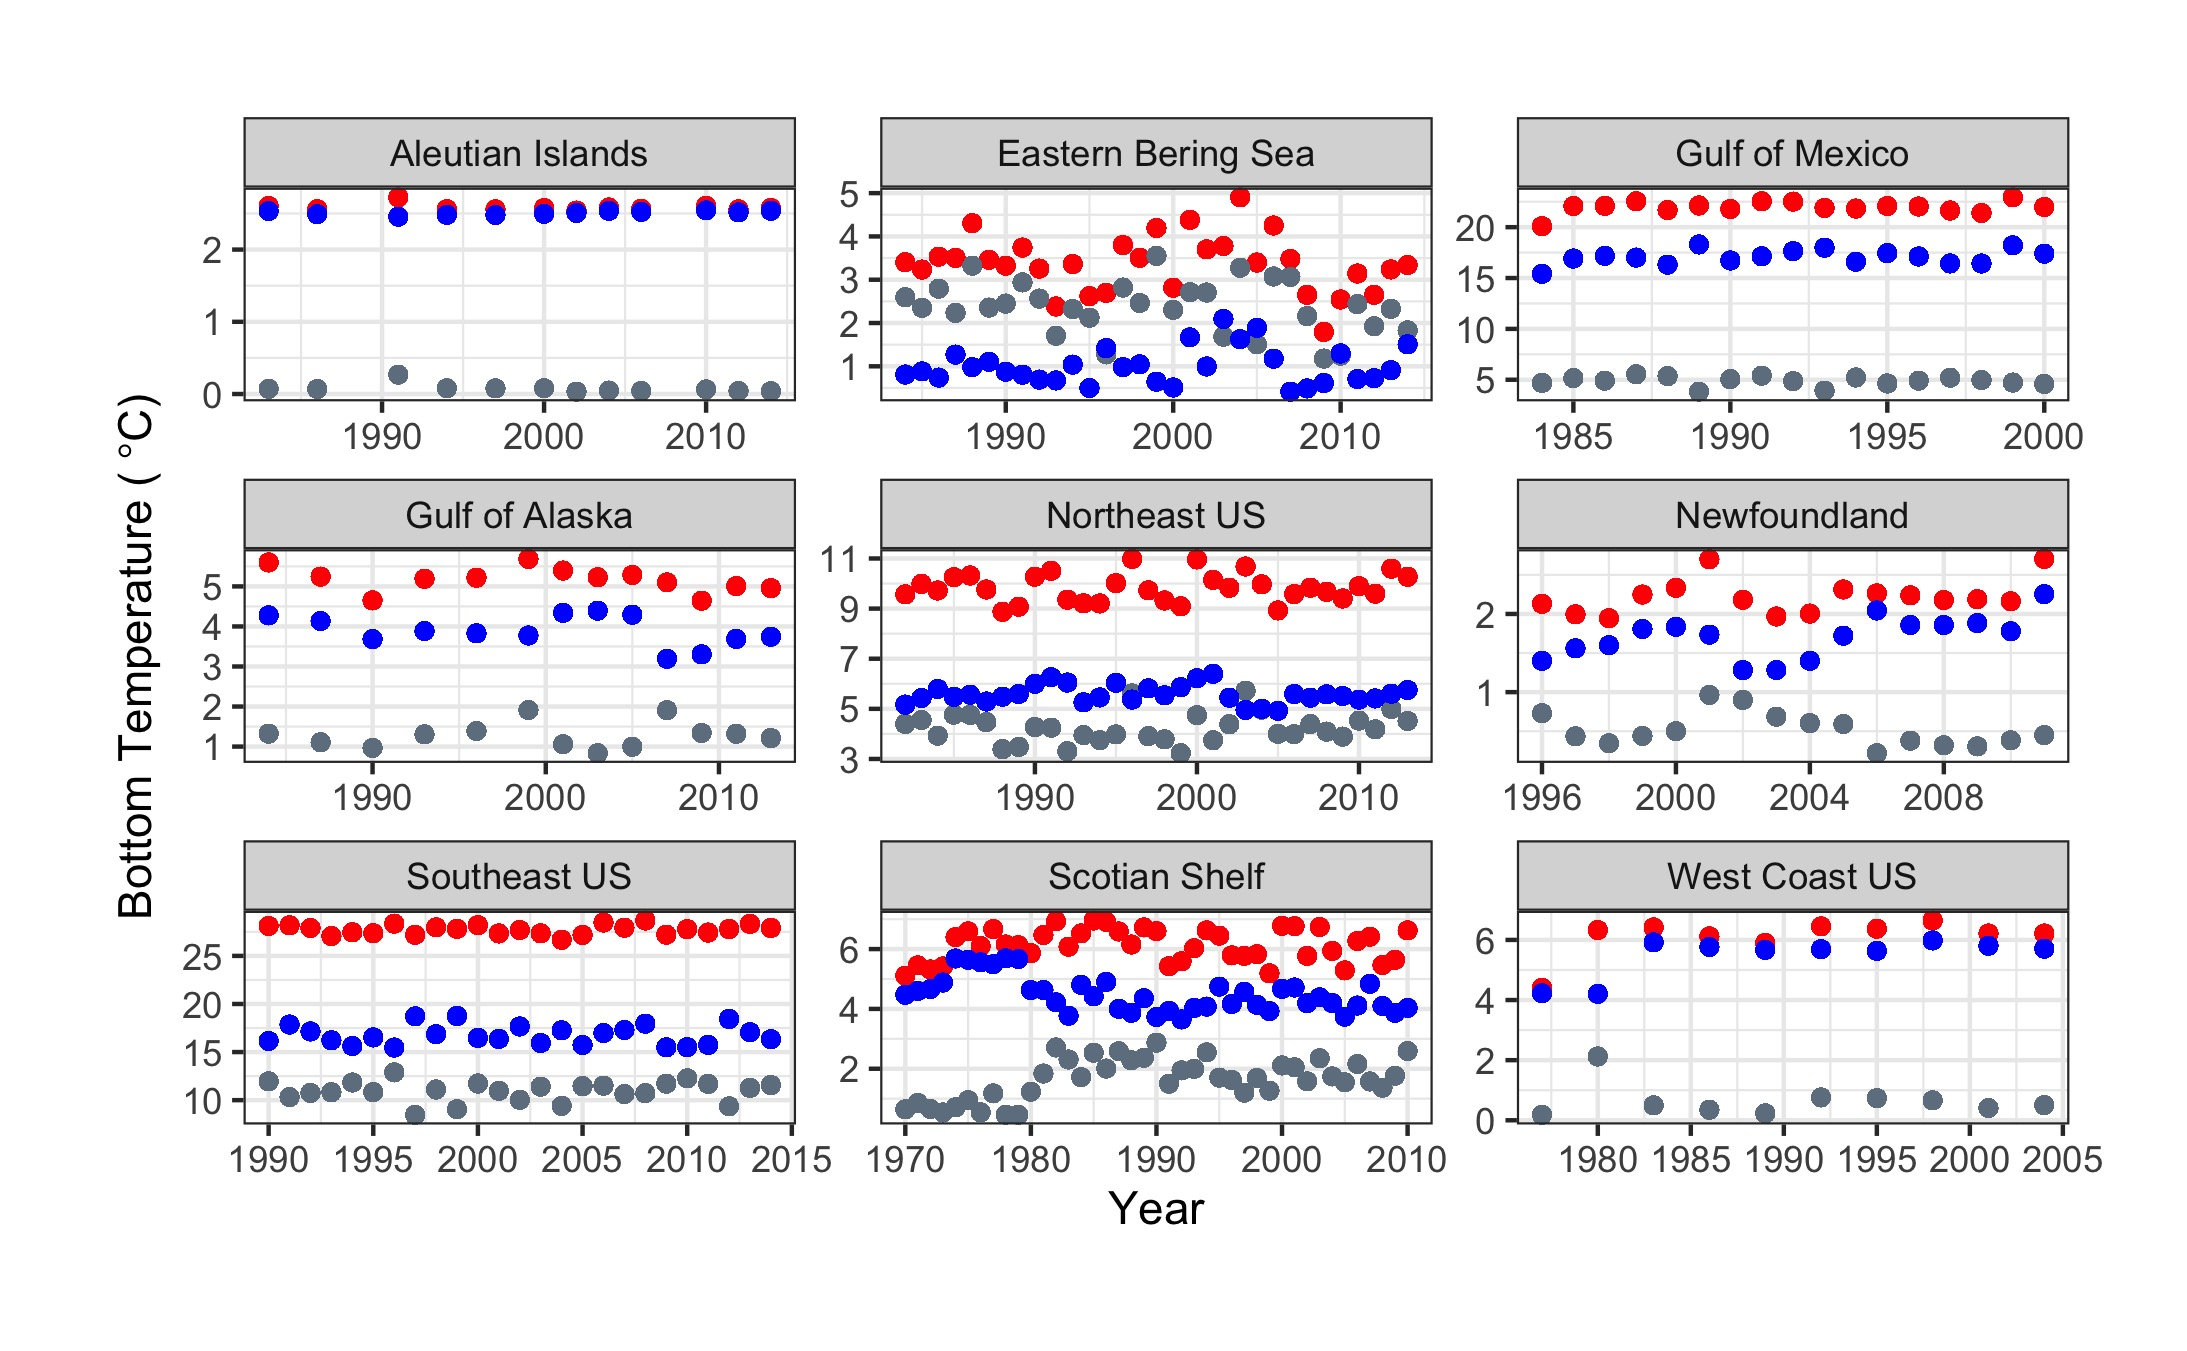 Aleutian Islands
Eastern Bering Sea
Gulf of Mexico
2
1
0
5
4
3
2
1
20
15
10
5
1990 2000 2010
1990 2000 2010
1985 1990 1995 2000
Gulf of Alaska
Northeast US
Newfoundland
5
4
3
2
1
11
9
7
5
3
2
1
1990 2000 2010
1990 2000 2010
1996 2000 2004 2008
Southeast US
Scotian Shelf
West Coast US
25
20
15
10
6
4
2
6
4
2
0
1990 1995 2000 2005 2010 2015
1970 1980 1990 2000 2010
1980 1985 1990 1995 2000 2005
Bottom Temperature ( °C)
Year